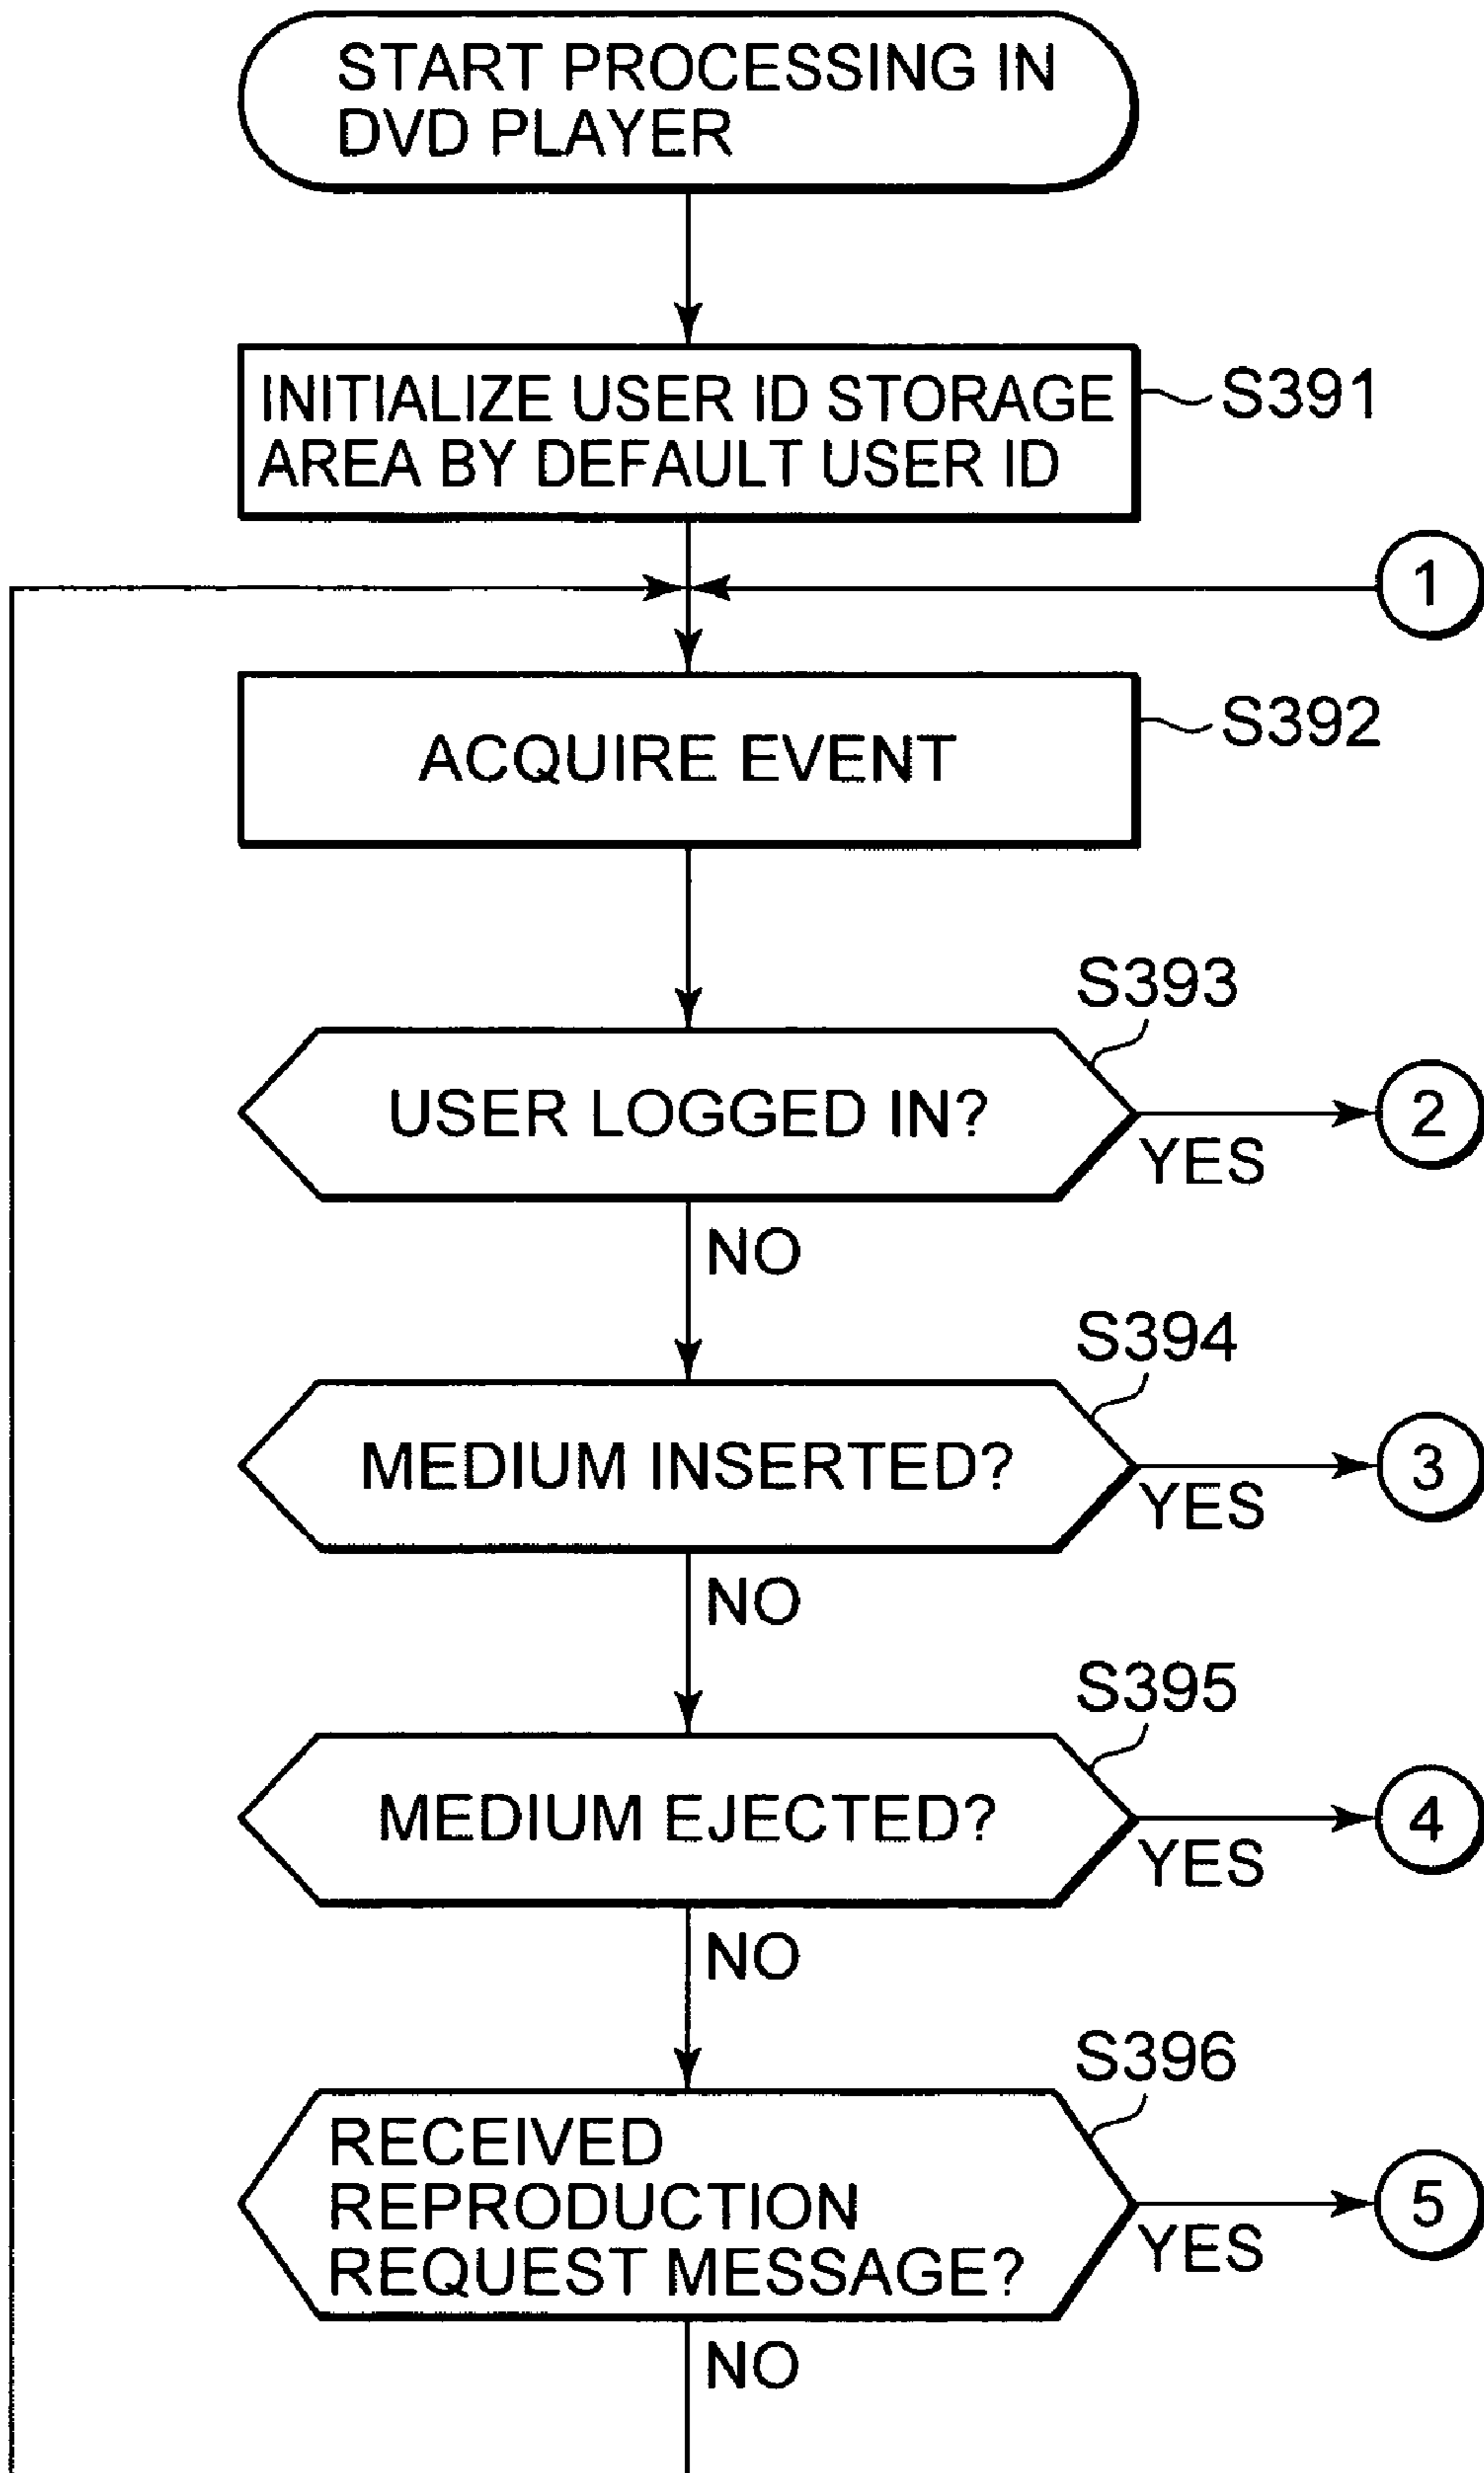 START PROCESSING IN
DVD PLAYER
INITIALIZE USER ID STORAGE
AREA BY DEFAULT USER ID
S391
1
ACQUIRE EVENT
S392
S393
USER LOGGED IN?
YES
2
NO
S394
MEDIUM INSERTED?
YES
3
NO
S395
MEDIUM EJECTED?
YES
4
NO
S396
RECEIVED
REPRODUCTION
REQUEST MESSAGE?
YES
5
NO